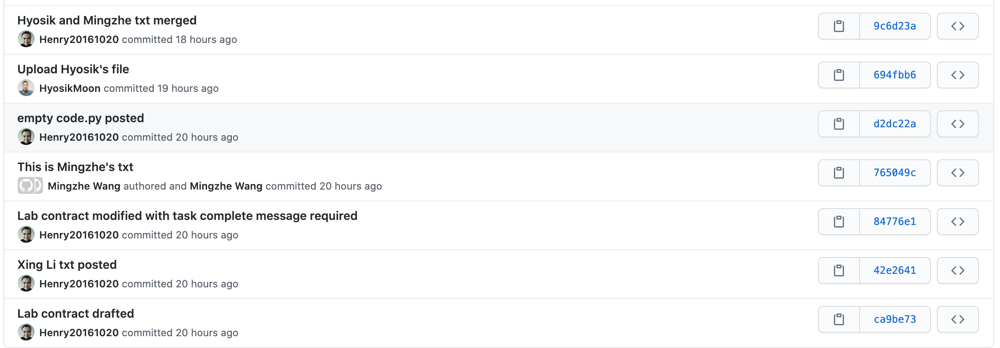 Hyosik and Mingzhe txt merged
Henry20161020 committed 18 hours ago
9c6d23a
Upload Hyosik's file
HyosikMoon committed 19 hours ago
694fbb6
empty code.py posted
Henry20161020 committed 20 hours ago
d2dc22a
This is Mingzhe's txt
Mingzhe Wang authored and Mingzhe Wang committed 20 hours ago
765049c
Lab contract modified with task complete message required
Henry20161020 committed 20 hours ago
84776e1
Xing Li txt posted
Henry20161020 committed 20 hours ago
42e2641
Lab contract drafted
Henry20161020 committed 20 hours ago
ca9be73